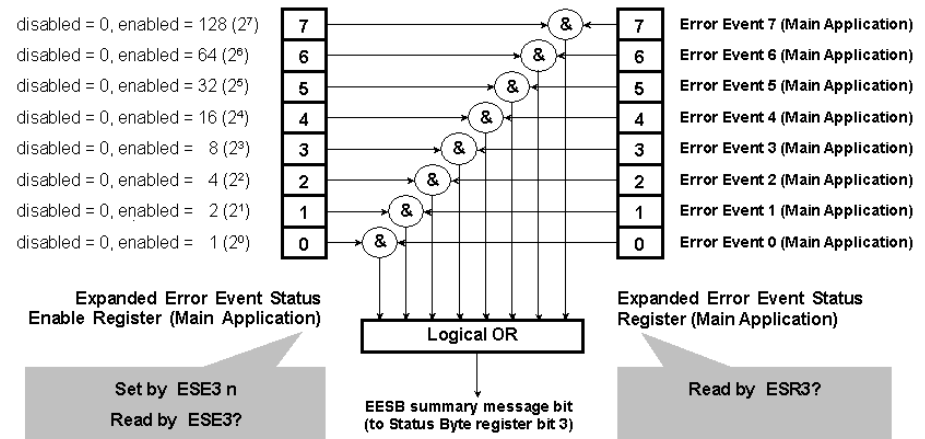 disabled = 0, enabled = 128 (2⁷) 7 & 7 Error Event 7 (Main Application)
disabled = 0, enabled = 64 (2⁶) 6 & 6 Error Event 6 (Main Application)
disabled = 0, enabled = 32 (2⁵) 5 & 5 Error Event 5 (Main Application)
disabled = 0, enabled = 16 (2⁴) 4 & 4 Error Event 4 (Main Application)
disabled = 0, enabled = 8 (2³) 3 & 3 Error Event 3 (Main Application)
disabled = 0, enabled = 4 (2²) 2 & 2 Error Event 2 (Main Application)
disabled = 0, enabled = 2 (2¹) 1 & 1 Error Event 1 (Main Application)
disabled = 0, enabled = 1 (2⁰) 0 & 0 Error Event 0 (Main Application)
Expanded Error Event Status
Enable Register (Main Application)
Expanded Error Event Status
Register (Main Application)
Logical OR
Set by ESE3 n
Read by ESE3?
Read by ESR3?
EESB summary message bit
(to Status Byte register bit 3)